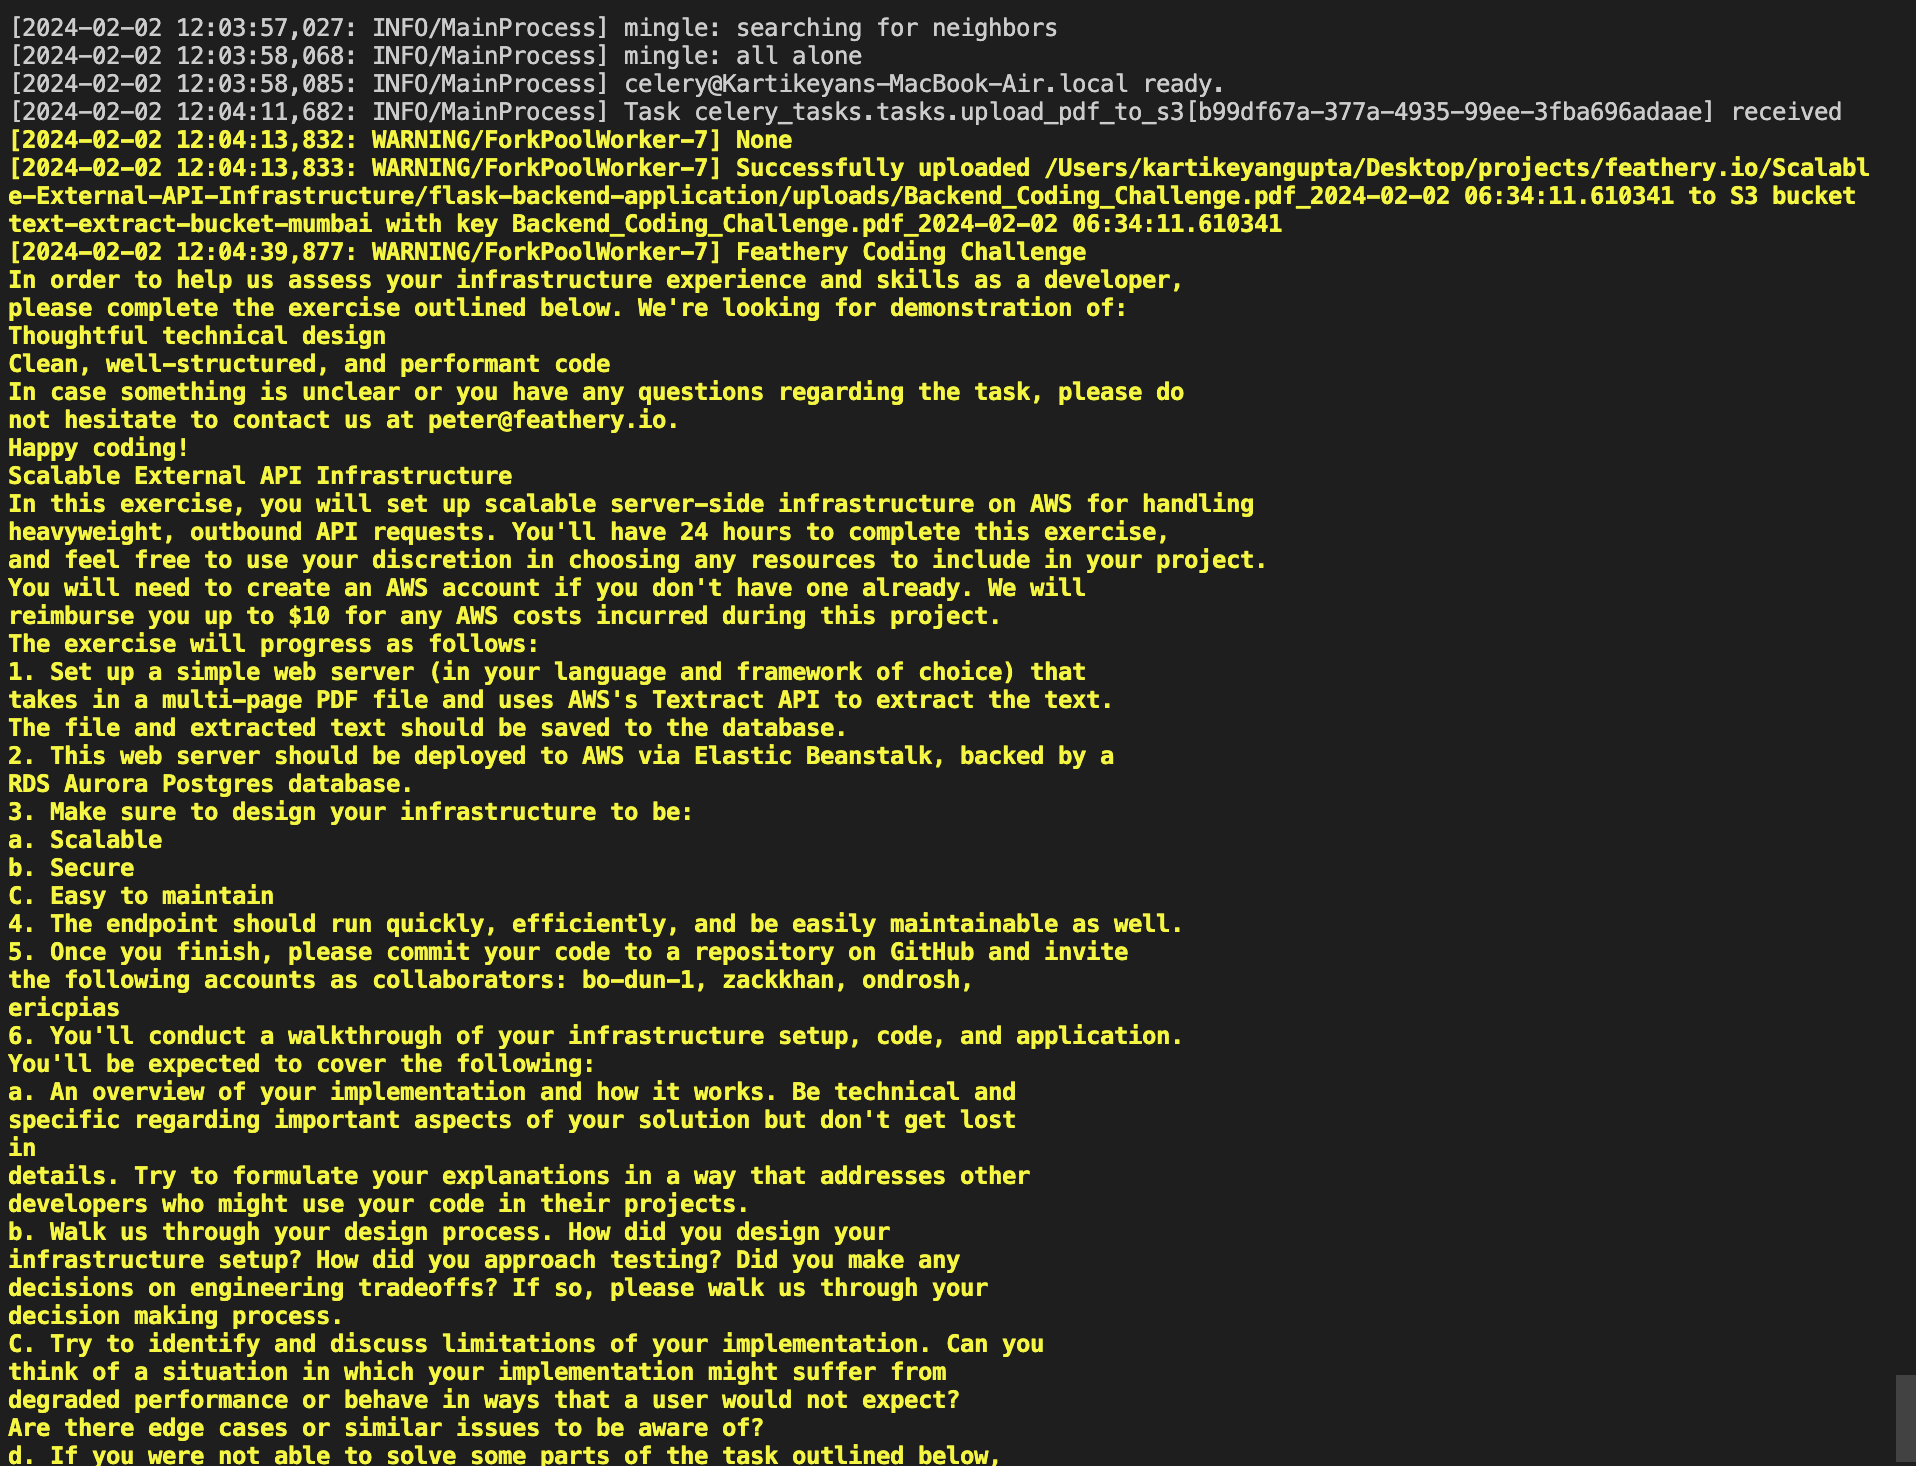 [2024-02-02 12:03:57,027: INFO/MainProcess] mingle: searching for neighbors
[2024-02-02 12:03:58,068: INFO/MainProcess] mingle: all alone
[2024-02-02 12:03:58,085: INFO/MainProcess] celery@Kartikeyans-MacBook-Air.local ready.
[2024-02-02 12:04:11,682: INFO/MainProcess] Task celery_tasks.tasks.upload_pdf_to_s3[b99df67a-377a-4935-99ee-3fba696adaae] received
[2024-02-02 12:04:13,832: WARNING/ForkPoolWorker-7] None
[2024-02-02 12:04:13,833: WARNING/ForkPoolWorker-7] Successfully uploaded /Users/kartikeyangupta/Desktop/projects/feathery.io/Scalabl
e-External-API-Infrastructure/flask-backend-application/uploads/Backend_Coding_Challenge.pdf_2024-02-02 06:34:11.610341 to S3 bucket
text-extract-bucket-mumbai with key Backend_Coding_Challenge.pdf_2024-02-02 06:34:11.610341
[2024-02-02 12:04:39,877: WARNING/ForkPoolWorker-7] Feathery Coding Challenge
In order to help us assess your infrastructure experience and skills as a developer,
please complete the exercise outlined below. We're looking for demonstration of:
Thoughtful technical design
Clean, well-structured, and performant code
In case something is unclear or you have any questions regarding the task, please do
not hesitate to contact us at peter@feathery.io.
Happy coding!
Scalable External API Infrastructure
In this exercise, you will set up scalable server-side infrastructure on AWS for handling
heavyweight, outbound API requests. You'll have 24 hours to complete this exercise,
and feel free to use your discretion in choosing any resources to include in your project.
You will need to create an AWS account if you don't have one already. We will
reimburse you up to $10 for any AWS costs incurred during this project.
The exercise will progress as follows:
1. Set up a simple web server (in your language and framework of choice) that
takes in a multi-page PDF file and uses AWS's Textract API to extract the text.
The file and extracted text should be saved to the database.
2. This web server should be deployed to AWS via Elastic Beanstalk, backed by a
RDS Aurora Postgres database.
3. Make sure to design your infrastructure to be:
a. Scalable
b. Secure
C. Easy to maintain
4. The endpoint should run quickly, efficiently, and be easily maintainable as well.
5. Once you finish, please commit your code to a repository on GitHub and invite
the following accounts as collaborators: bo-dun-1, zackkhan, ondrosh,
ericpias
6. You'll conduct a walkthrough of your infrastructure setup, code, and application.
You'll be expected to cover the following:
a. An overview of your implementation and how it works. Be technical and
specific regarding important aspects of your solution but don't get lost
in
details. Try to formulate your explanations in a way that addresses other
developers who might use your code in their projects.
b. Walk us through your design process. How did you design your
infrastructure setup? How did you approach testing? Did you make any
decisions on engineering tradeoffs? If so, please walk us through your
decision making process.
C. Try to identify and discuss limitations of your implementation. Can you
think of a situation in which your implementation might suffer from
degraded performance or behave in ways that a user would not expect?
Are there edge cases or similar issues to be aware of?
d. If you were not able to solve some parts of the task outlined below,